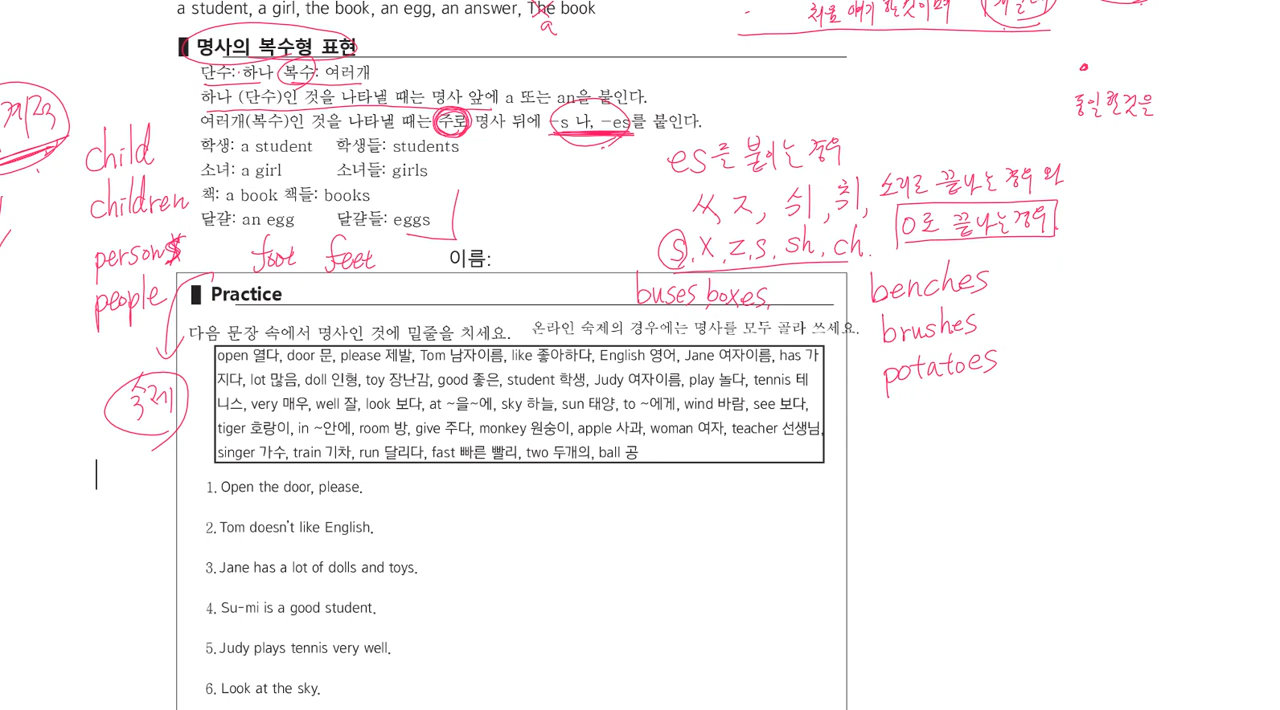 a student, a girl, the book, an egg, an answer, The book
a
처음 얘기 할것이며
명사의 복수형 표현
단수: 하나 복수: 여러개
하나 (단수)인 것을 나타낼 때는 명사 앞에 a 또는 an을 붙인다.
여러개(복수)인 것을 나타낼 때는 주로 명사 뒤에 -s 나, -es를 붙인다.
학생: a student 학생들: students
소녀: a girl 소녀들: girls
책: a book 책들: books
달걀: an egg 달걀들: eggs
child
children
persons
people
foot feet
동일한것을
es를 붙이는 경우
ㅆ, ㅈ, 쉬, 취, 소리로 끝나는 경우와
O로 끝나는경우
s, x, z, s, sh, ch.
buses, boxes,
benches
brushes
potatoes
이름:
Practice
다음 문장 속에서 명사인 것에 밑줄을 치세요. 온라인 숙제의 경우에는 명사를 모두 골라 쓰세요.
숙제
open 열다, door 문, please 제발, Tom 남자이름, like 좋아하다, English 영어, Jane 여자이름, has 가
지다, lot 많음, doll 인형, toy 장난감, good 좋은, student 학생, Judy 여자이름, play 놀다, tennis 테
니스, very 매우, well 잘, look 보다, at ~을~에, sky 하늘, sun 태양, to ~에게, wind 바람, see 보다,
tiger 호랑이, in ~안에, room 방, give 주다, monkey 원숭이, apple 사과, woman 여자, teacher 선생님,
singer 가수, train 기차, run 달리다, fast 빠른 빨리, two 두개의, ball 공
1. Open the door, please.
2. Tom doesn't like English.
3. Jane has a lot of dolls and toys.
4. Su-mi is a good student.
5. Judy plays tennis very well.
6. Look at the sky.